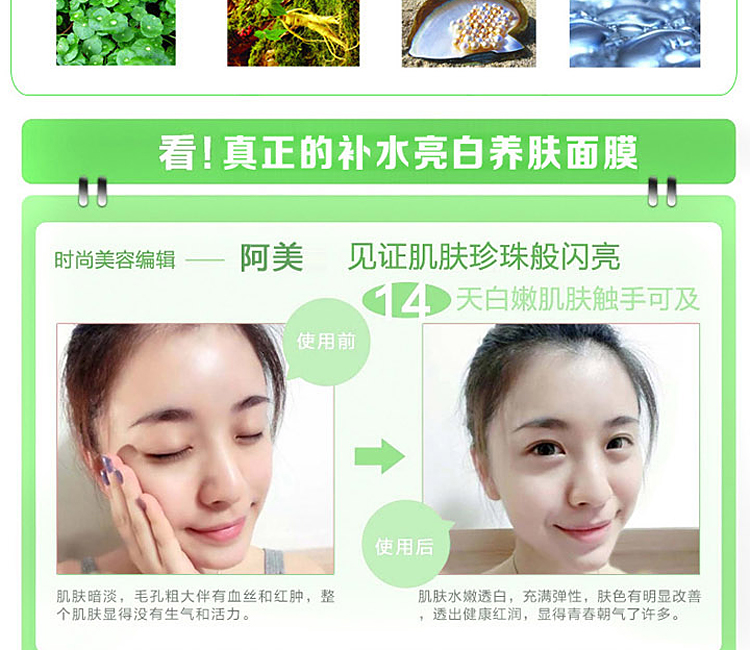 看!真正的补水亮白养肤面膜
时尚美容编辑 —— 阿美 见证肌肤珍珠般闪亮
14天白嫩肌肤触手可及
使用前
使用后
肌肤暗淡，毛孔粗大伴有血丝和红肿，整
个肌肤显得没有生气和活力。
肌肤水嫩透白，充满弹性，肤色有明显改善
，透出健康红润，显得青春朝气了许多。